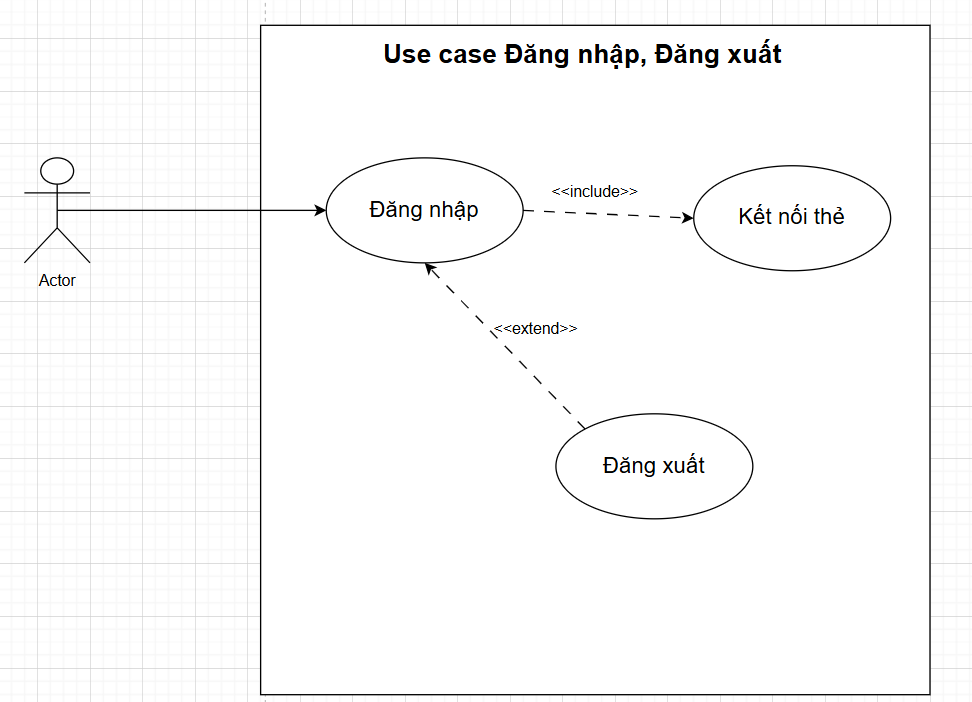 Use case Đăng nhập, Đăng xuất
Đăng nhập
<<include>>
Kết nối thẻ
Actor
<<extend>>
Đăng xuất